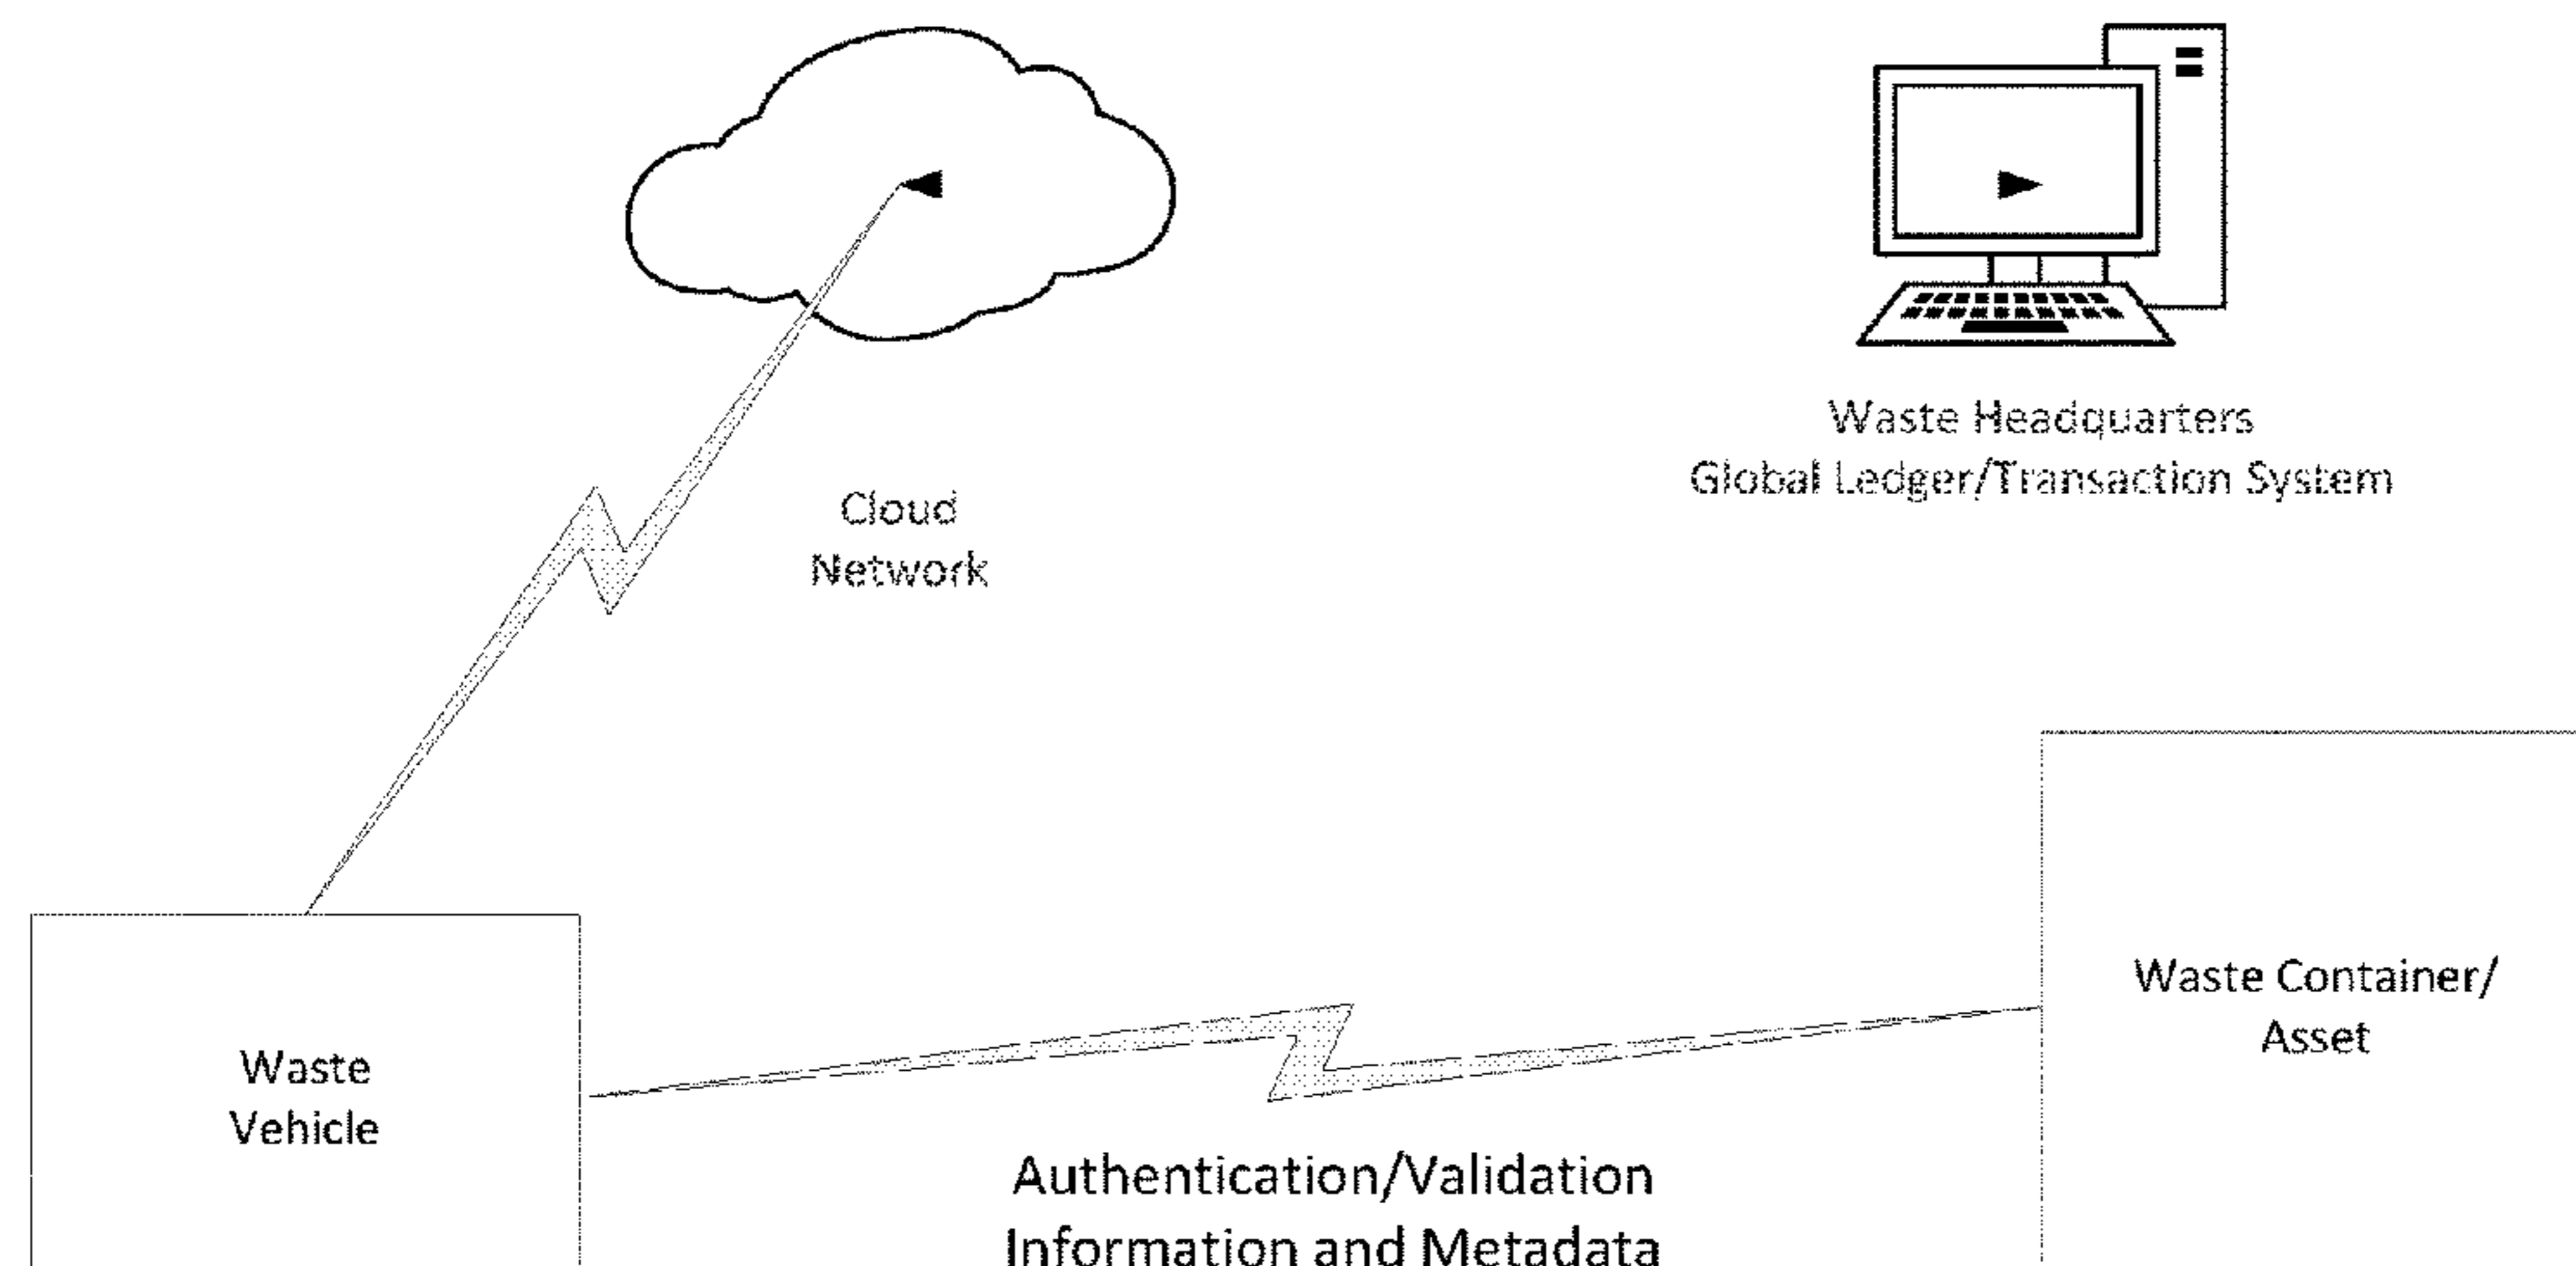 Waste Headquarters
Global Ledger/Transaction System
Cloud
Network
Waste Container/
Asset
Waste
Vehicle
Authentication/Validation
Information and Metadata